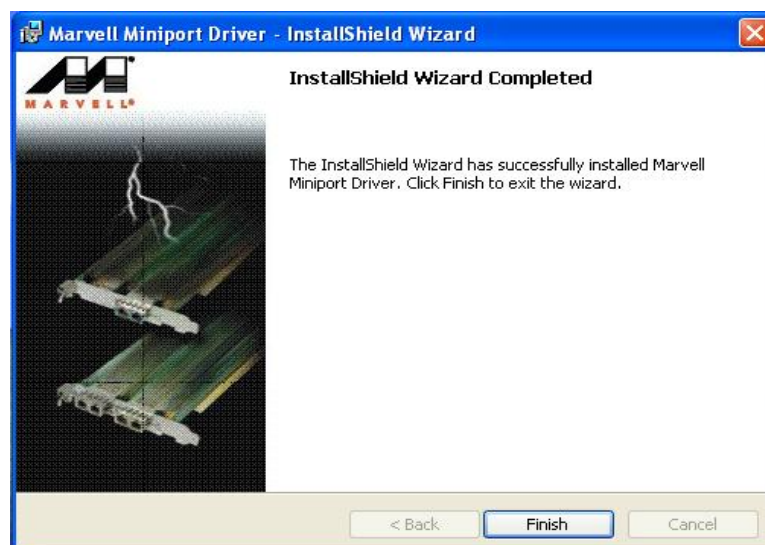 Marvell Miniport Driver - InstallShield Wizard
MARVELL®
InstallShield Wizard Completed
The InstallShield Wizard has successfully installed Marvell
Miniport Driver. Click Finish to exit the wizard.
< Back
Finish
Cancel